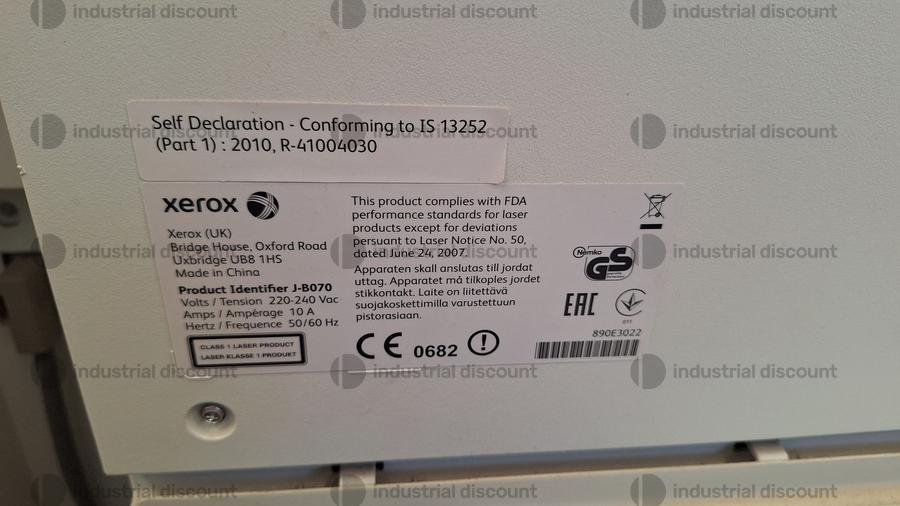 industrial discount industrial discount industrial discount
Self Declaration - Conforming to IS 13252
(Part 1) : 2010, R-41004030
industrial discount industrial discount industrial discount
xerox
Xerox (UK)
Bridge House, Oxford Road
Uxbridge UB8 1HS
Made in China
Product Identifier J-B070
Volts / Tension 220-240 Vac
Amps / Ampérage 10 A
Hertz / Frequence 50/60 Hz
CLASS 1 LASER PRODUCT
LASER KLASSE 1 PRODUKT
This product complies with FDA
performance standards for laser
products except for deviations
persuant to Laser Notice No. 50,
dated June 24, 2007.
Apparaten skall anslutas till jordat
uttag. Apparatet må tilkoples jordet
stikkontakt. Laite on liitettävä
suojakoskettimilla varustettuun
pistorasiaan.
CE 0682
Nemko
GS
EAC
011
890E3022
industrial discount industrial discount industrial discount
industrial discount industrial discount industrial discount
industrial discount industrial discount industrial discount